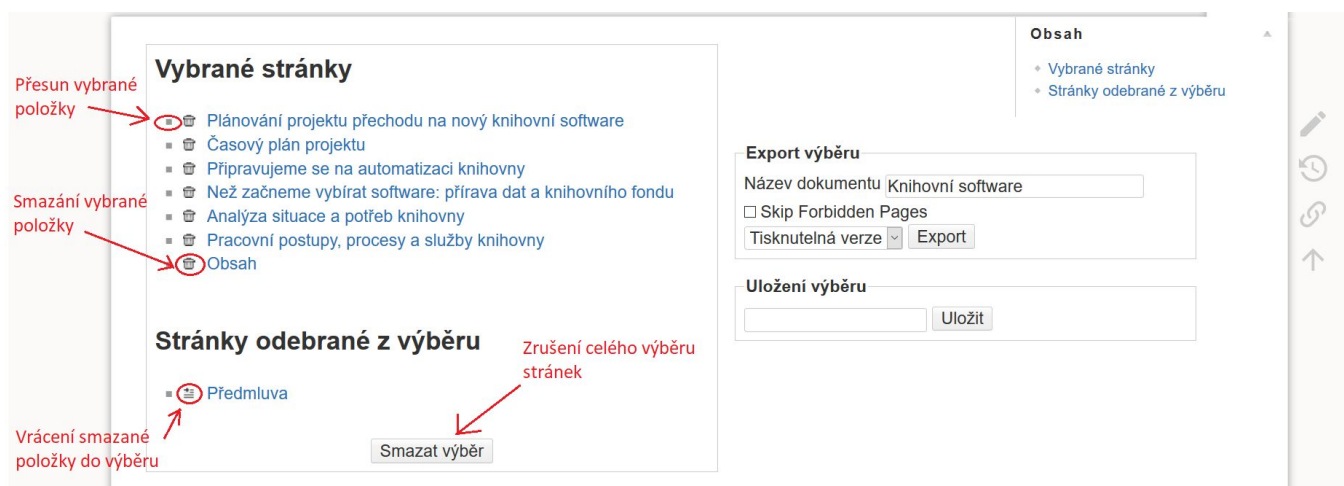 Obsah
Vybrané stránky
Stránky odebrané z výběru
Vybrané stránky
Přesun vybrané
položky
Plánování projektu přechodu na nový knihovní software
Časový plán projektu
Připravujeme se na automatizaci knihovny
Než začneme vybírat software: přírava dat a knihovního fondu
Analýza situace a potřeb knihovny
Pracovní postupy, procesy a služby knihovny
Obsah
Smazání vybrané
položky
Export výběru
Název dokumentu Knihovní software
Skip Forbidden Pages
Tisknutelná verze Export
Uložení výběru
Uložit
Stránky odebrané z výběru
Zrušení celého výběru
stránek
Předmluva
Vrácení smazané
položky do výběru
Smazat výběr